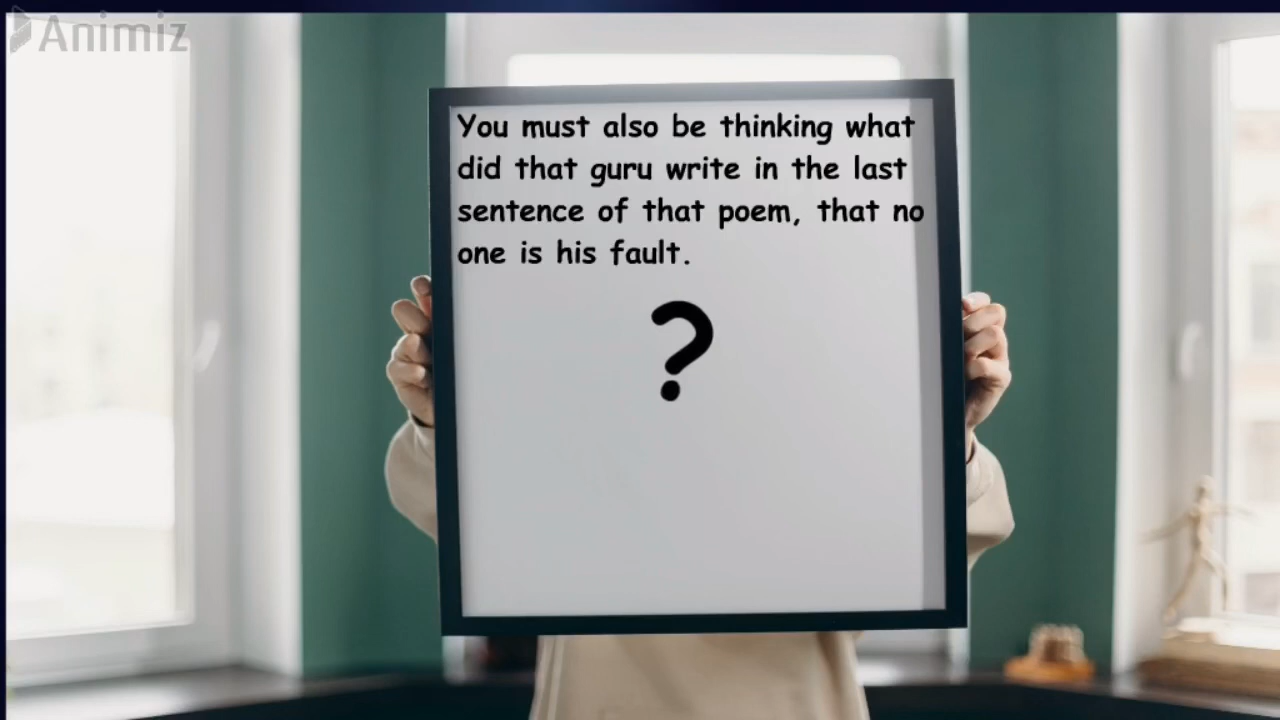 Animiz
You must also be thinking what
did that guru write in the last
sentence of that poem, that no
one is his fault.
?